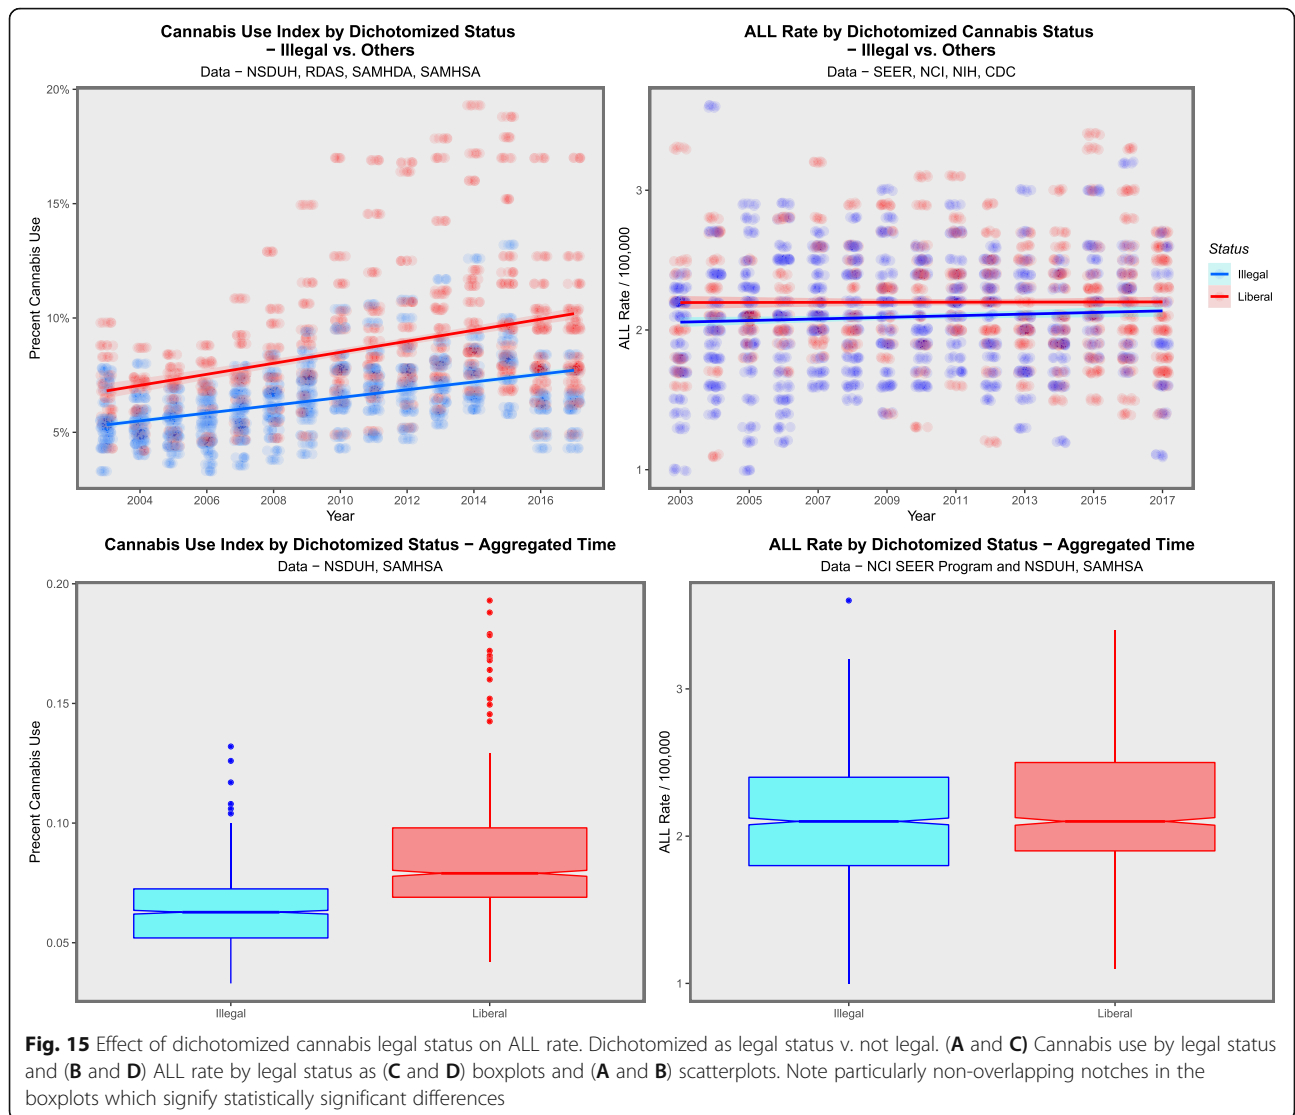 Cannabis Use Index by Dichotomized Status
− Illegal vs. Others
Data − NSDUH, RDAS, SAMHDA, SAMHSA
20%
15%
10%
5%
Precent Cannabis Use
2004 2006 2008 2010 2012 2014 2016
Year
ALL Rate by Dichotomized Cannabis Status
− Illegal vs. Others
Data − SEER, NCI, NIH, CDC
3
2
1
ALL Rate / 100,000
2003 2005 2007 2009 2011 2013 2015 2017
Year
Status
Illegal
Liberal
Cannabis Use Index by Dichotomized Status − Aggregated Time
Data − NSDUH, SAMHSA
0.20
0.15
0.10
0.05
Precent Cannabis Use
Illegal Liberal
ALL Rate by Dichotomized Status − Aggregated Time
Data − NCI SEER Program and NSDUH, SAMHSA
3
2
1
ALL Rate / 100,000
Illegal Liberal
Fig. 15 Effect of dichotomized cannabis legal status on ALL rate. Dichotomized as legal status v. not legal. (A and C) Cannabis use by legal status
and (B and D) ALL rate by legal status as (C and D) boxplots and (A and B) scatterplots. Note particularly non-overlapping notches in the
boxplots which signify statistically significant differences